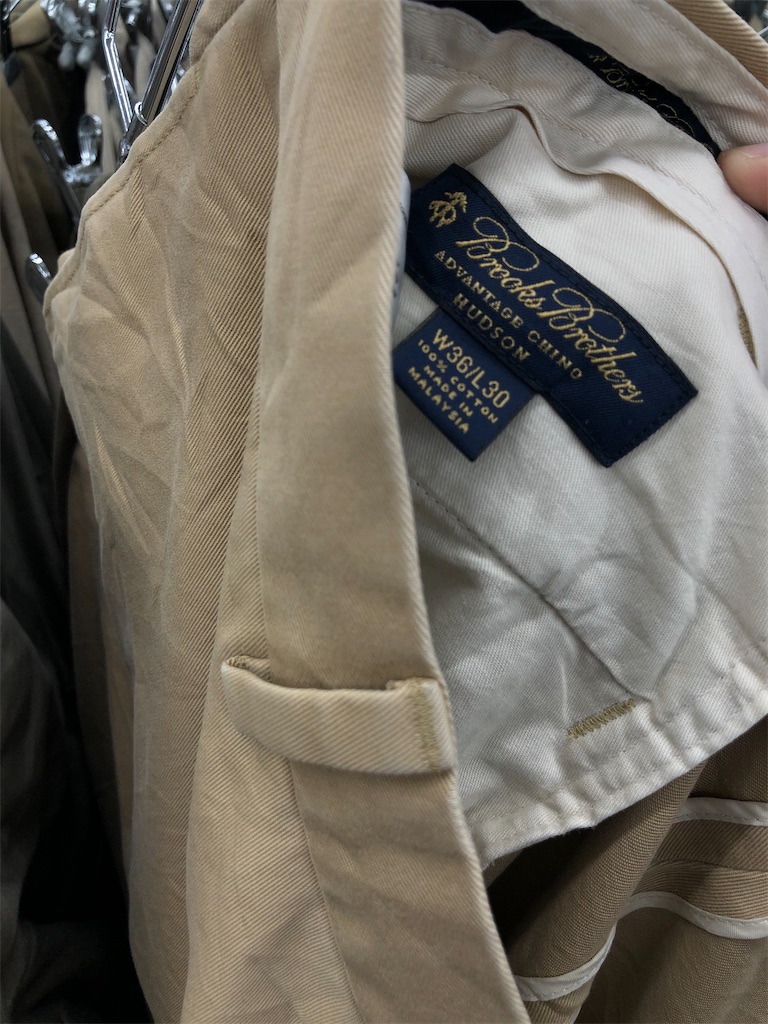 Brooks Brothers
ADVANTAGE CHINO
HUDSON
W36/L30
100% COTTON
MADE IN
MALAYSIA